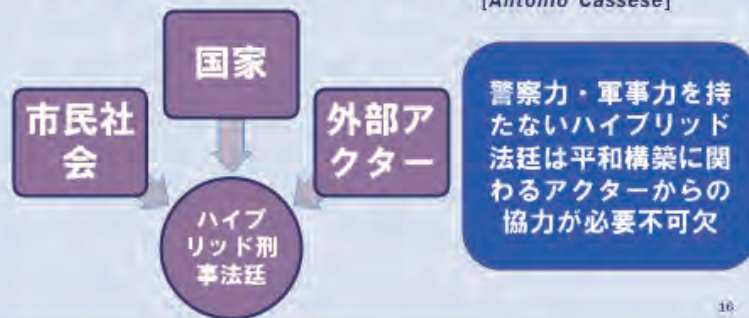 [Antonio Cassese]
国家
市民社
会
外部ア
クター
ハイブ
リッド刑
事法廷
警察力・軍事力を持
たないハイブリッド
法廷は平和構築に関
わるアクターからの
協力が必要不可欠
16